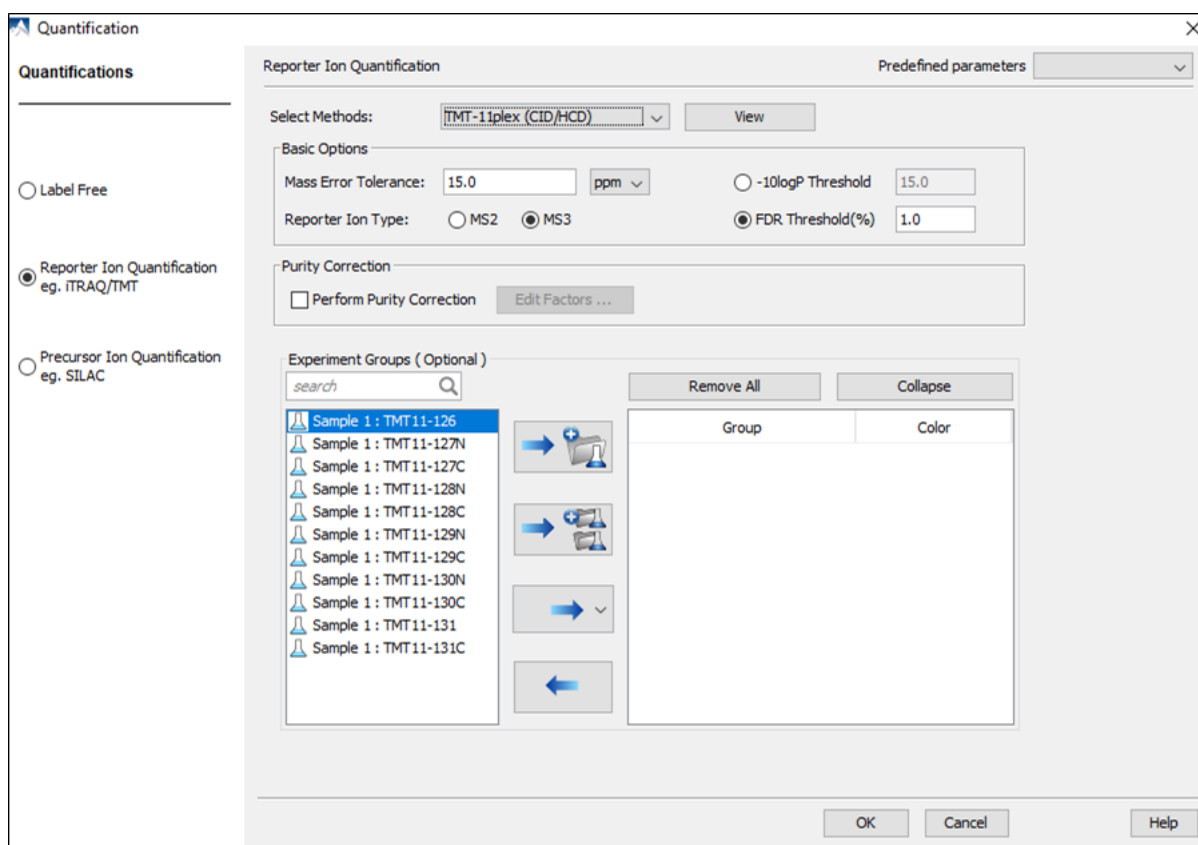 Quantification
Quantifications
Label Free
Reporter Ion Quantification
eg. iTRAQ/TMT
Precursor Ion Quantification
eg. SILAC
Reporter Ion Quantification
Predefined parameters
Select Methods:
TMT-11plex (CID/HCD)
View
Basic Options
Mass Error Tolerance:
15.0
ppm
-10logP Threshold
15.0
Reporter Ion Type:
MS2
MS3
FDR Threshold(%)
1.0
Purity Correction
Perform Purity Correction
Edit Factors ...
Experiment Groups ( Optional )
search
Remove All
Collapse
Sample 1 : TMT11-126
Sample 1 : TMT11-127N
Sample 1 : TMT11-127C
Sample 1 : TMT11-128N
Sample 1 : TMT11-128C
Sample 1 : TMT11-129N
Sample 1 : TMT11-129C
Sample 1 : TMT11-130N
Sample 1 : TMT11-130C
Sample 1 : TMT11-131
Sample 1 : TMT11-131C
Group
Color
OK
Cancel
Help